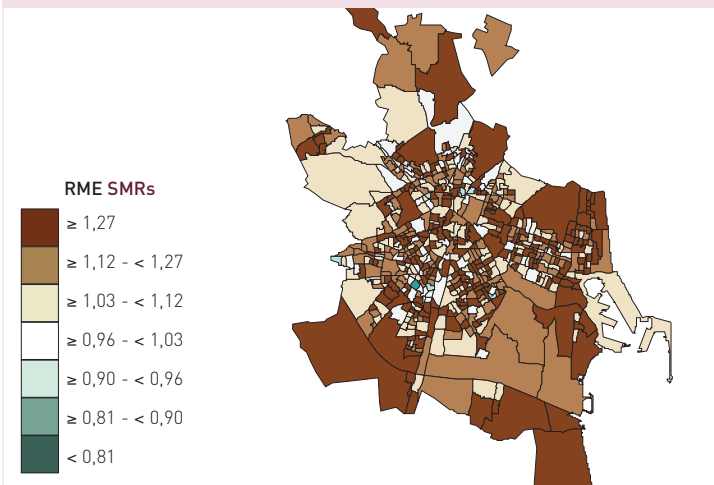 RME SMRs
≥ 1,27
≥ 1,12 - < 1,27
≥ 1,03 - < 1,12
≥ 0,96 - < 1,03
≥ 0,90 - < 0,96
≥ 0,81 - < 0,90
< 0,81